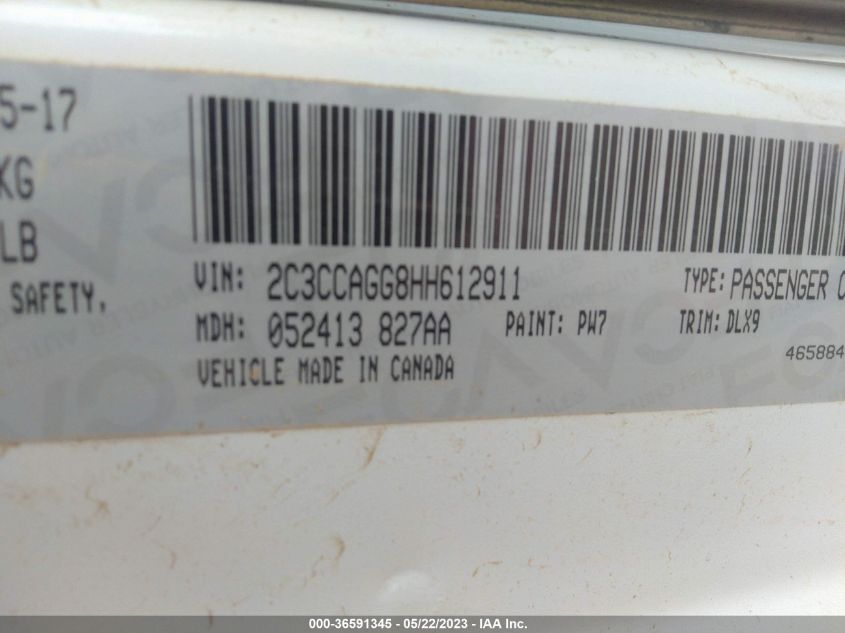 5-17
KG
LB
SAFETY,
VIN: 2C3CCAGG8HH612911
TYPE: PASSENGER C
MDH: 052413 827AA
PAINT: PW7
TRIM: DLX9
VEHICLE MADE IN CANADA
465884
000-36591345 - 05/22/2023 - IAA Inc.